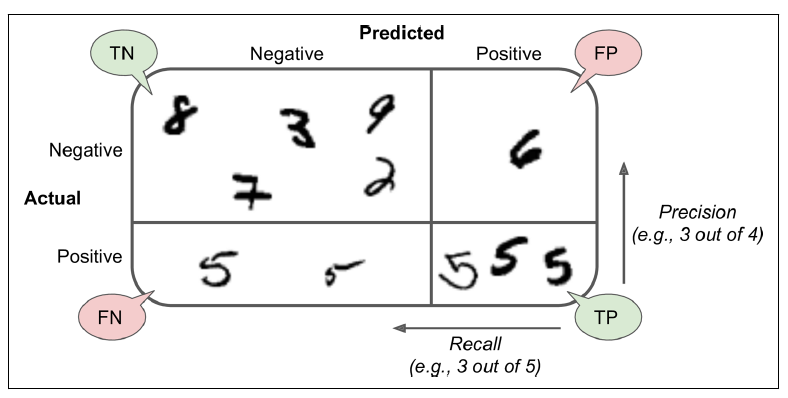 Predicted
TN
Negative
Positive
FP
8
3
9
6
Negative
7
2
Actual
Precision
(e.g., 3 out of 4)
Positive
5
5
5
5
5
FN
TP
Recall
(e.g., 3 out of 5)